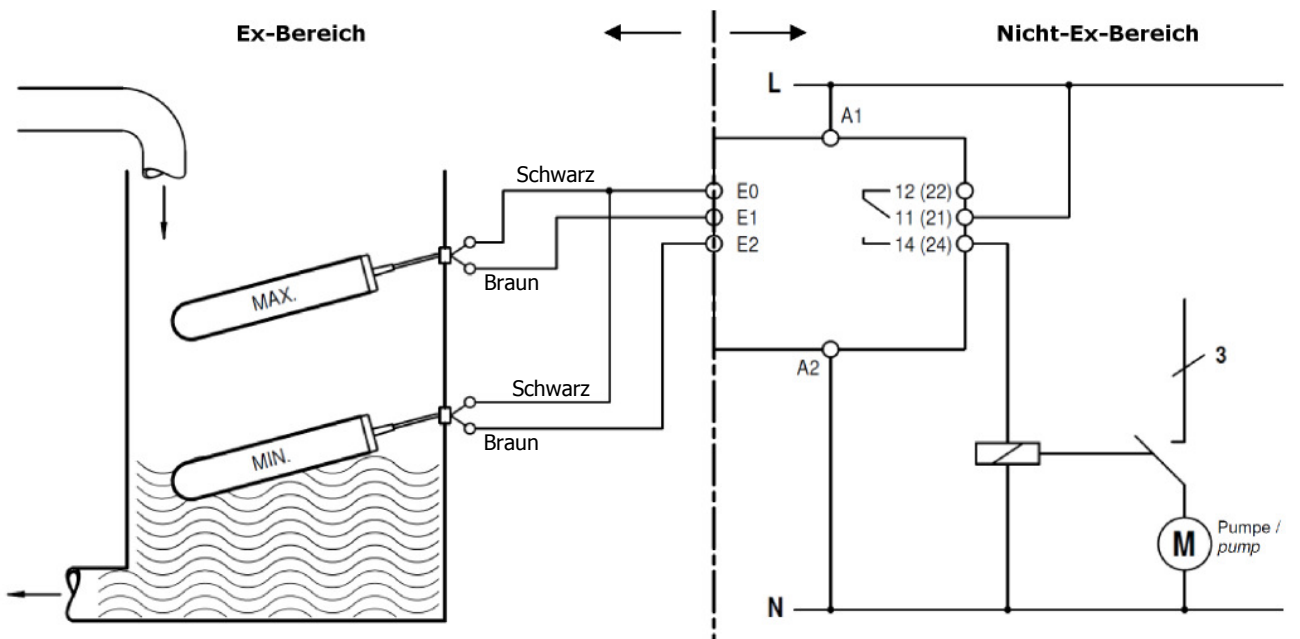 Ex-Bereich
Nicht-Ex-Bereich
L
A1
Schwarz
E0
12 (22)
E1
11 (21)
E2
14 (24)
MAX.
Braun
A2
3
Schwarz
MIN.
Braun
Pumpe /
pump
M
N